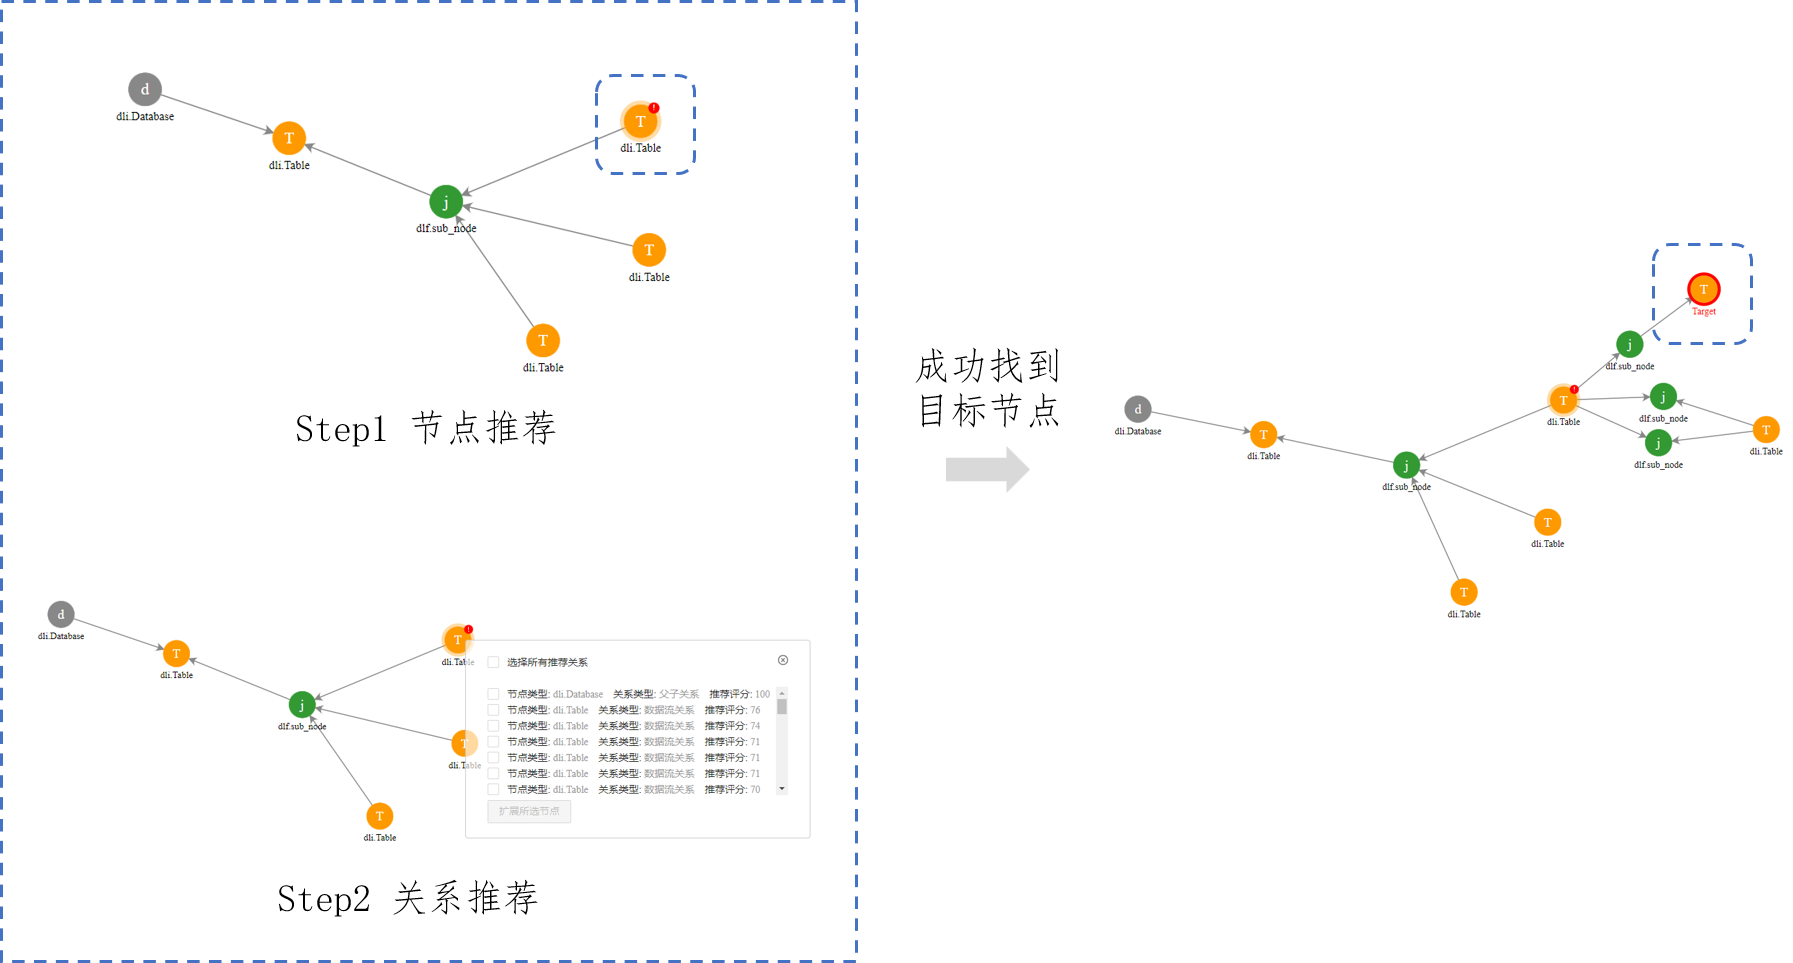 d
dli.Database
T
dli.Table
T
!
dli.Table
j
dlf.sub_node
T
dli.Table
T
dli.Table
Step1 节点推荐
d
dli.Database
T
dli.Table
T
!
dli.Table
j
dlf.sub_node
T
dli.Table
T
dli.Table
选择所有推荐关系
节点类型: dli.Database 关系类型: 父子关系 推荐评分: 100
节点类型: dli.Table 关系类型: 数据流关系 推荐评分: 76
节点类型: dli.Table 关系类型: 数据流关系 推荐评分: 74
节点类型: dli.Table 关系类型: 数据流关系 推荐评分: 71
节点类型: dli.Table 关系类型: 数据流关系 推荐评分: 71
节点类型: dli.Table 关系类型: 数据流关系 推荐评分: 71
节点类型: dli.Table 关系类型: 数据流关系 推荐评分: 70
扩展所选节点
Step2 关系推荐
成功找到
目标节点
T
Target
j
dlf.sub_node
T
!
dli.Table
j
dlf.sub_node
j
dlf.sub_node
T
dli.Table
d
dli.Database
T
dli.Table
j
dlf.sub_node
T
dli.Table
T
dli.Table